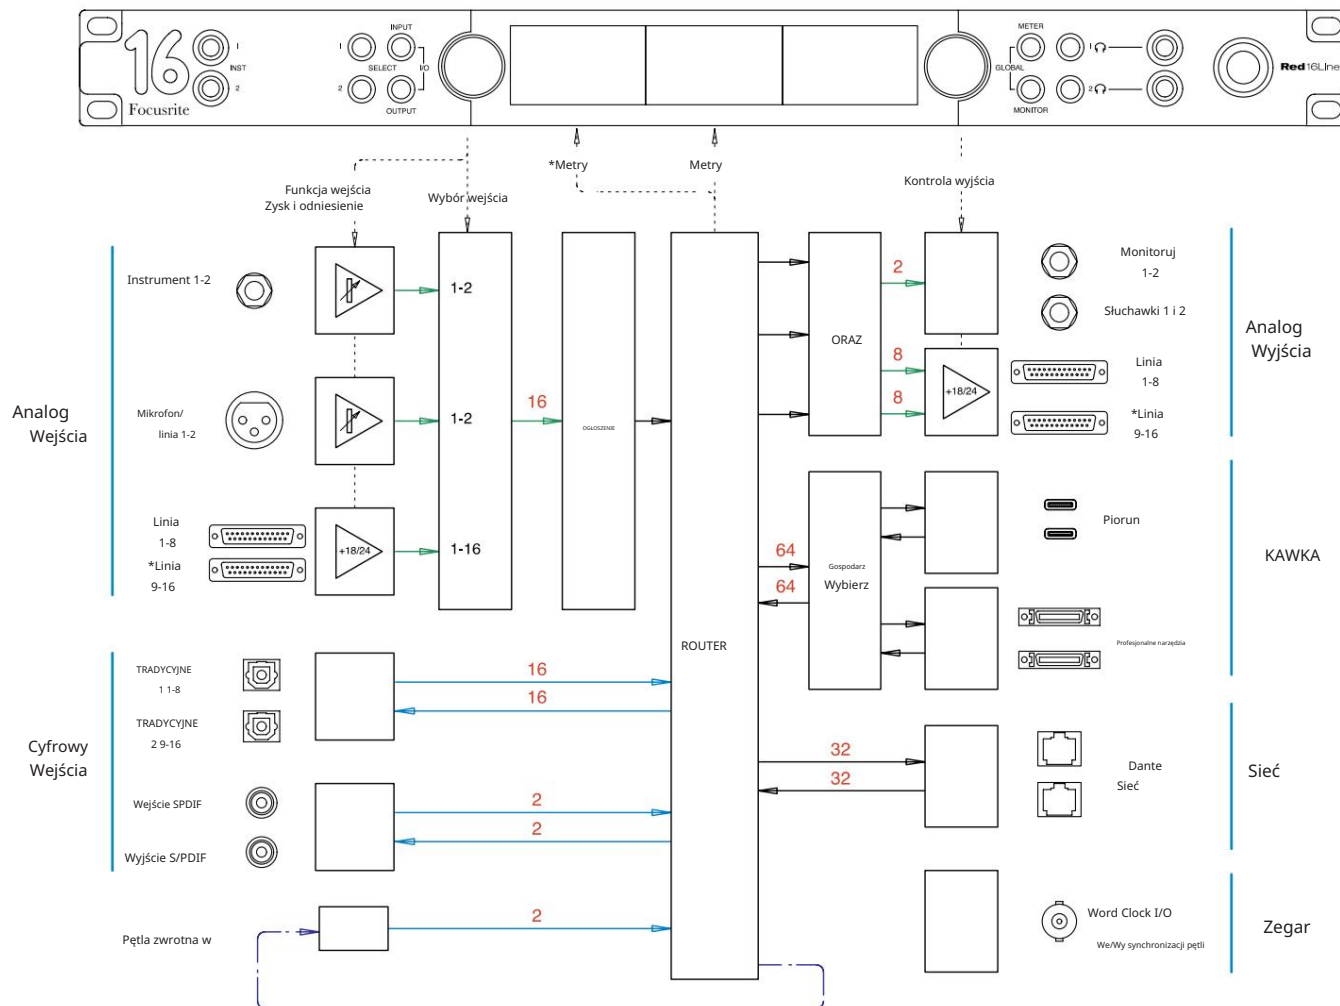 16
Focusrite
1
INST
2
INPUT
1
SELECT
I/O
2
OUTPUT
METER
GLOBAL
MONITOR
1
2
Red16Line
*Metry
Metry
Funkcja wejścia
Zysk i odniesienie
Wybór wejścia
Kontrola wyjścia
Analog
Wejścia
Instrument 1-2
1-2
Mikrofon/
linia 1-2
1-2
16
OGŁOSZENIE
Linia
1-8
*Linia
9-16
+18/24
1-16
ROUTER
ORAZ
2
8
8
+18/24
Monitoruj
1-2
Słuchawki 1 i 2
Linia
1-8
*Linia
9-16
Analog
Wyjścia
64
64
Gospodarz
Wybierz
Piorun
Profesjonalne narzędzia
KAWKA
Cyfrowy
Wejścia
TRADYCYJNE
1 1-8
TRADYCYJNE
2 9-16
16
16
Wejście SPDIF
Wyjście S/PDIF
2
2
32
32
Dante
Sieć
Sieć
Pętla zwrotna w
2
Word Clock I/O
We/Wy synchronizacji pętli
Zegar